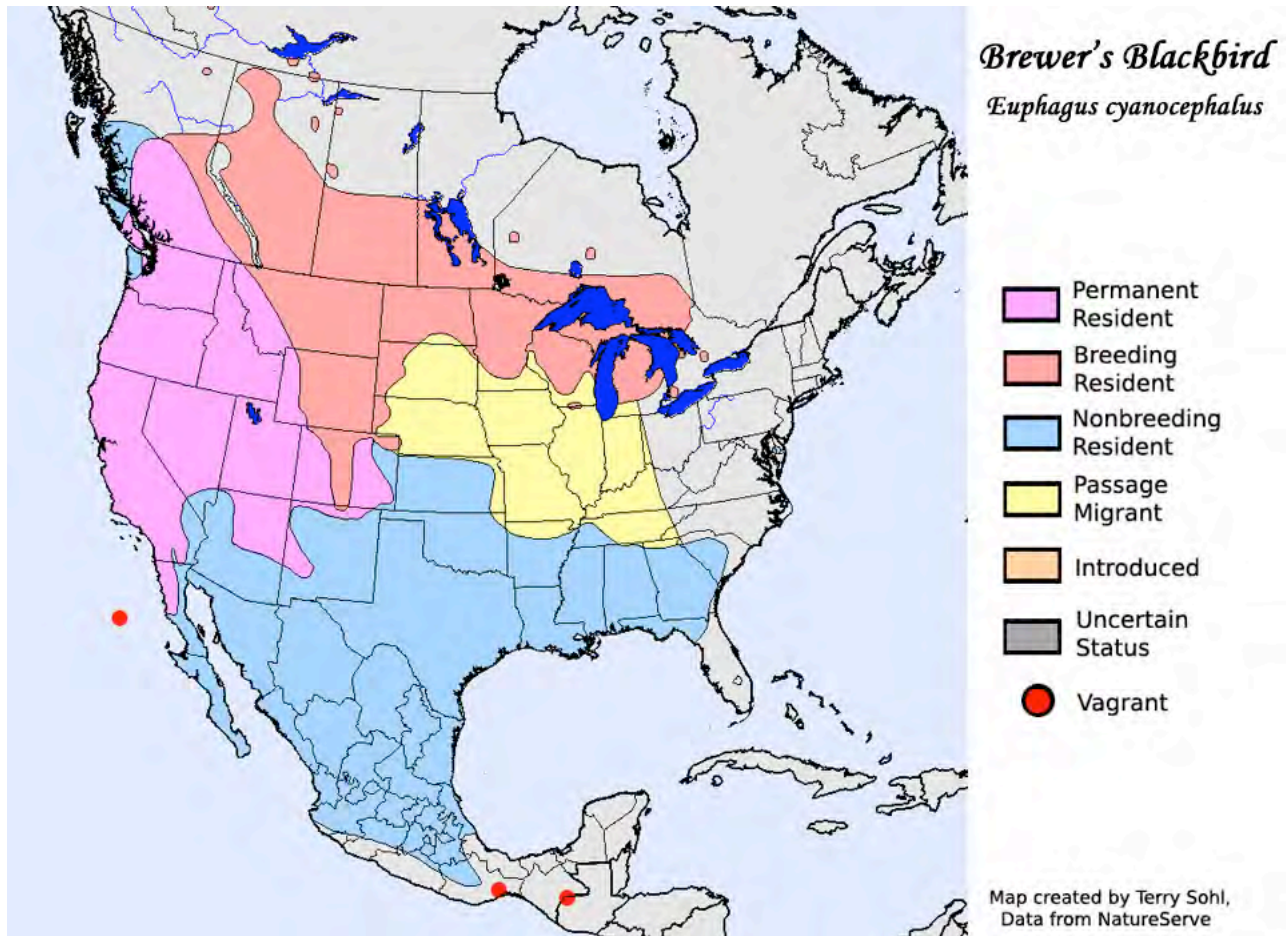 Brewer's Blackbird
Euphagus cyanocephalus
Permanent
Resident
Breeding
Resident
Nonbreeding
Resident
Passage
Migrant
Introduced
Uncertain
Status
Vagrant
Map created by Terry Sohl,
Data from NatureServe